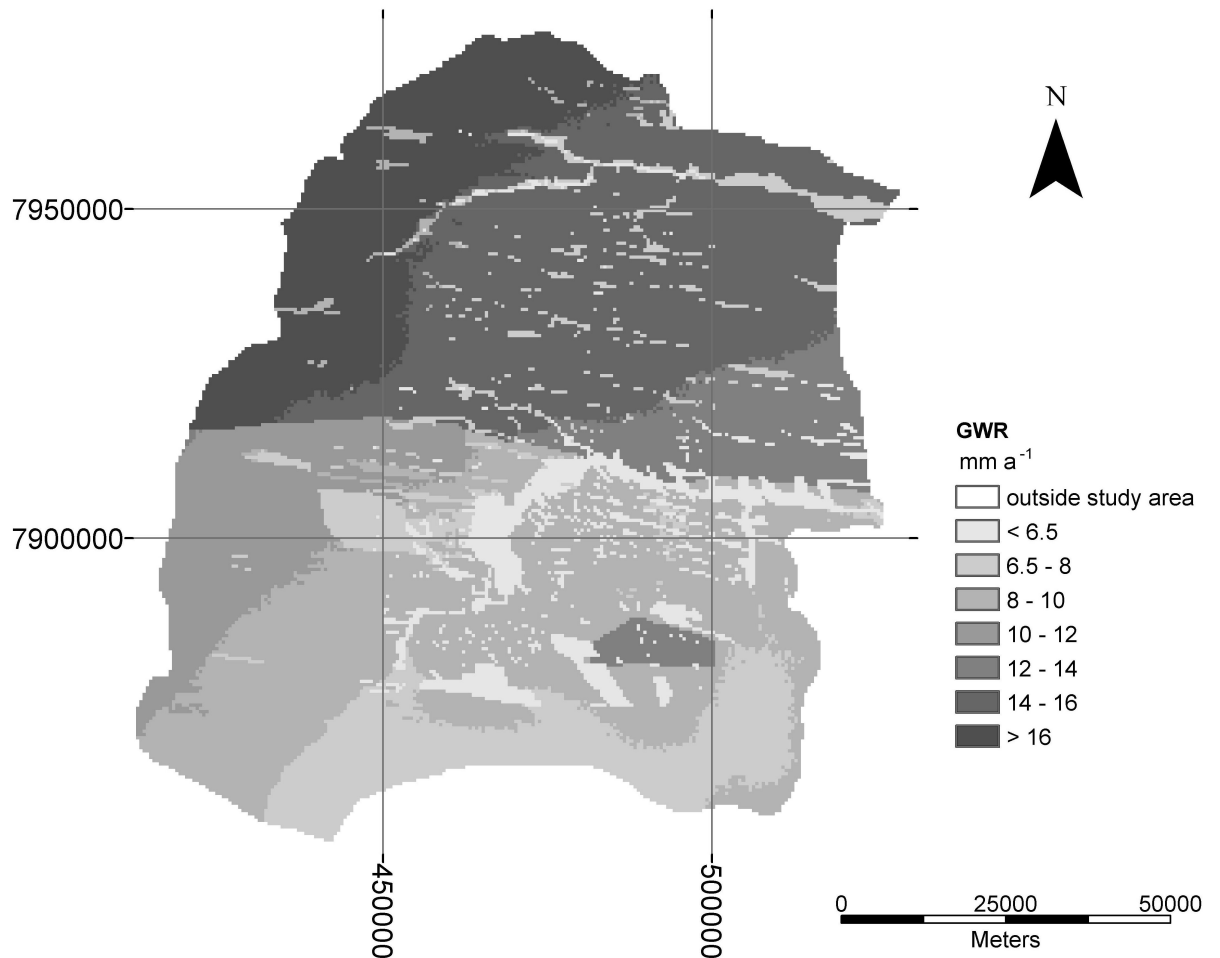 N
7950000
7900000
GWR
mm a⁻¹
outside study area
< 6.5
6.5 - 8
8 - 10
10 - 12
12 - 14
14 - 16
> 16
450000
500000
0 25000 50000
Meters